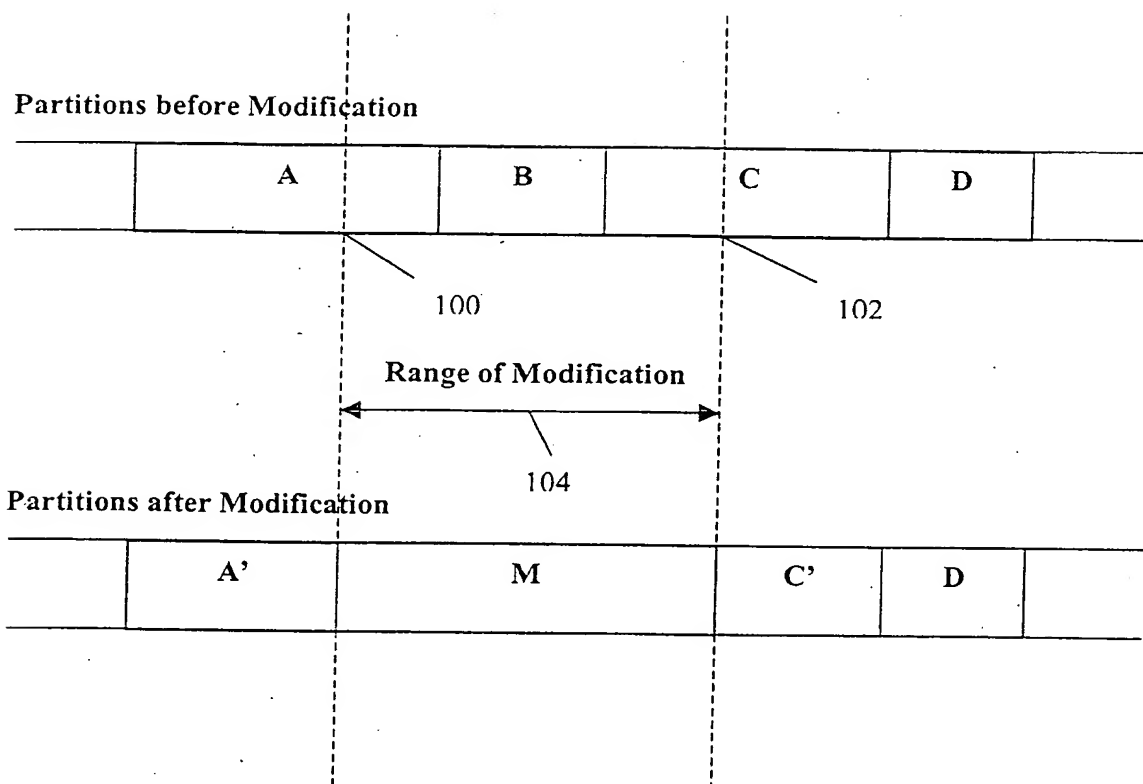 Partitions before Modification
A B C D
100 102
Range of Modification
104
Partitions after Modification
A' M C' D